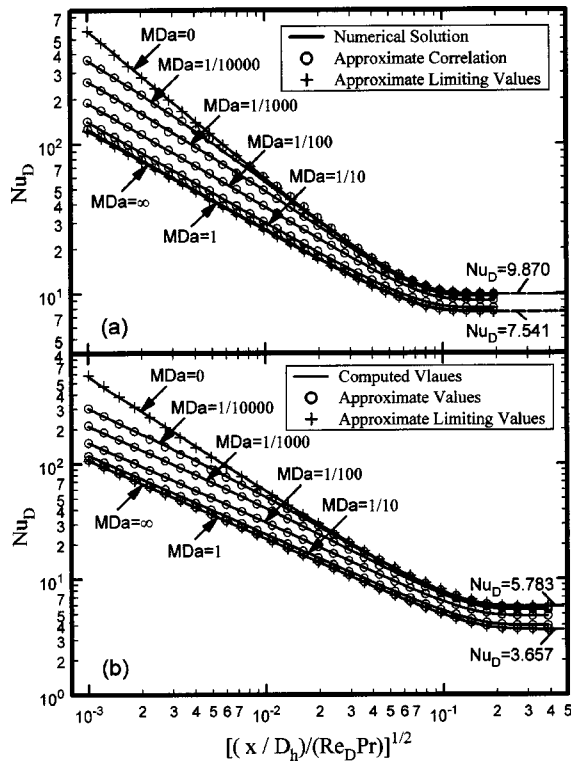 Numerical Solution
Approximate Correlation
Approximate Limiting Values
MDa=0
MDa=1/10000
MDa=1/1000
MDa=1/100
MDa=1/10
MDa=∞
MDa=1
Nu_D=9.870
Nu_D=7.541
(a)
Nu_D
7
5
4
3
2
10²
7
5
4
3
2
10¹
7
5
Computed Vlaues
Approximate Values
Approximate Limiting Values
MDa=0
MDa=1/10000
MDa=1/1000
MDa=1/100
MDa=1/10
MDa=∞
MDa=1
Nu_D=5.783
Nu_D=3.657
(b)
Nu_D
4
3
2
10²
7
5
4
3
2
10¹
7
5
4
3
2
10⁰
10⁻³ 2 3 4 5 6 7 10⁻² 2 3 4 5 6 7 10⁻¹ 2 3 4 5
[( x / D_h)/(Re_DPr)]^1/2